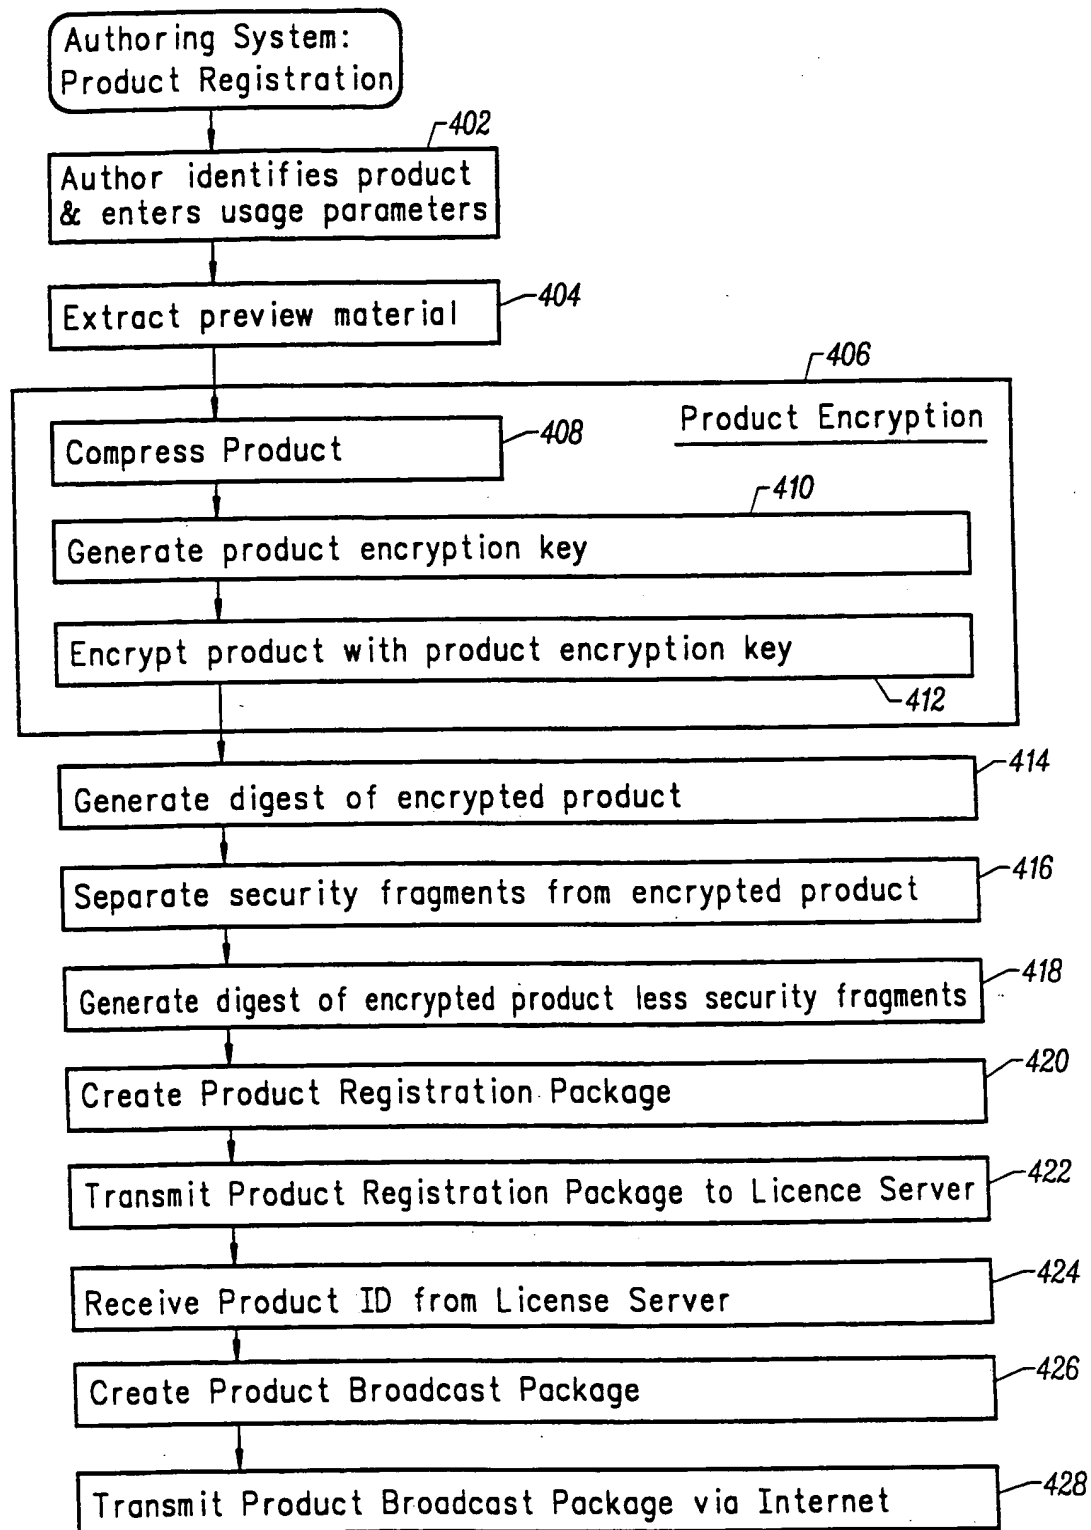 Authoring System:
Product Registration
402
Author identifies product
& enters usage parameters
404
Extract preview material
406
Product Encryption
408
Compress Product
410
Generate product encryption key
Encrypt product with product encryption key
412
414
Generate digest of encrypted product
416
Separate security fragments from encrypted product
418
Generate digest of encrypted product less security fragments
420
Create Product Registration Package
422
Transmit Product Registration Package to Licence Server
424
Receive Product ID from License Server
426
Create Product Broadcast Package
428
Transmit Product Broadcast Package via Internet